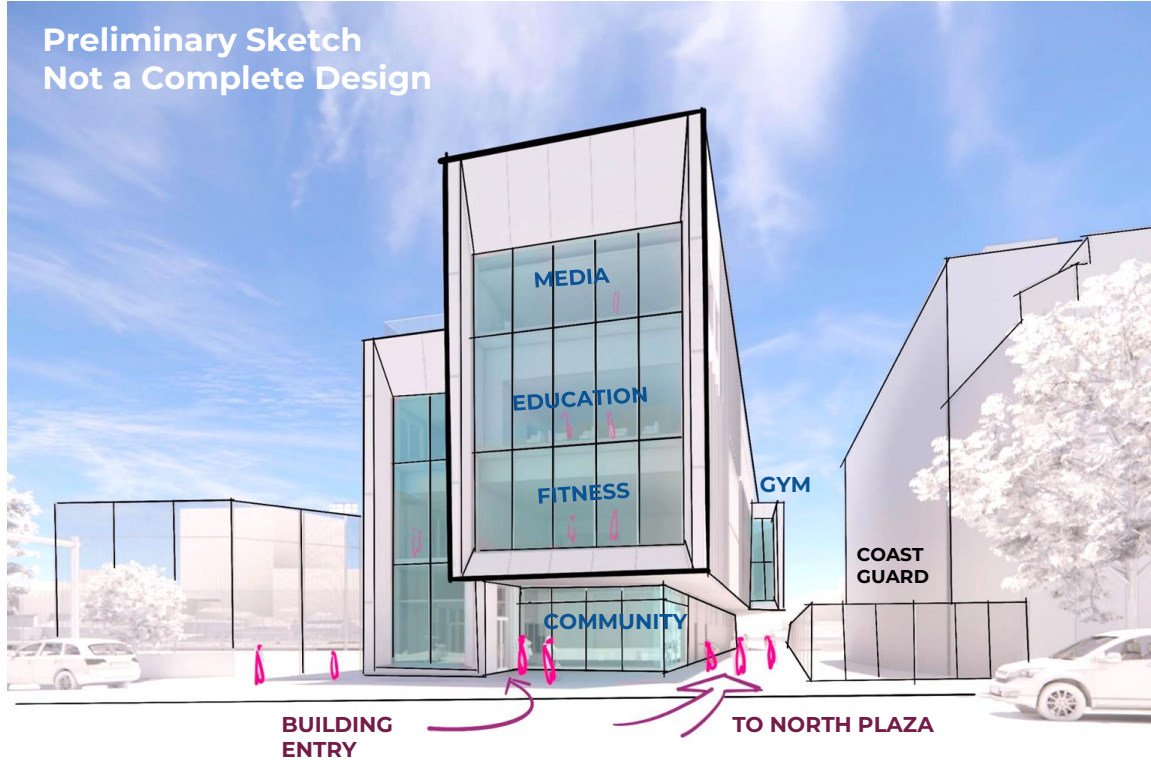 Preliminary Sketch
Not a Complete Design
MEDIA
EDUCATION
FITNESS
GYM
COAST
GUARD
COMMUNITY
BUILDING
ENTRY
TO NORTH PLAZA